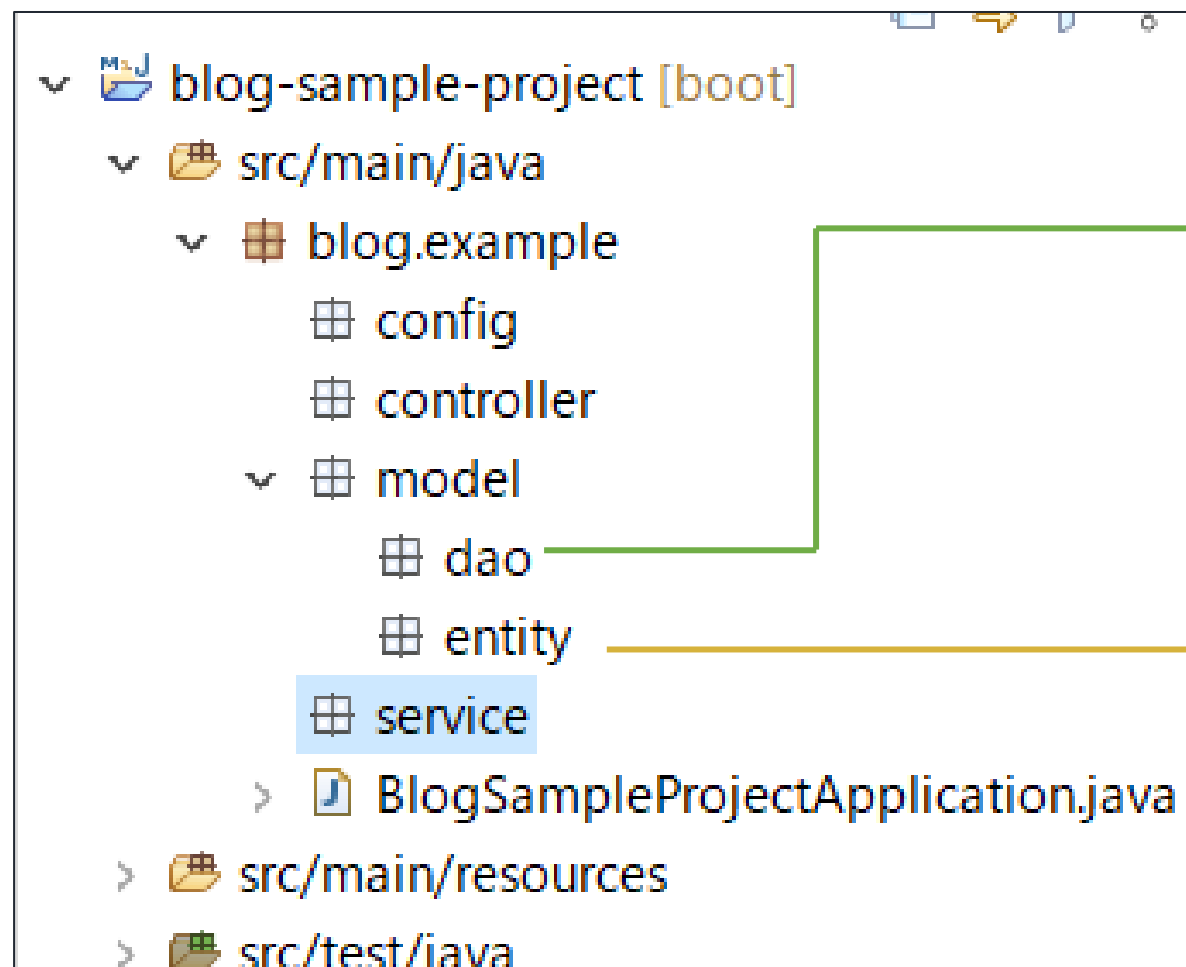 blog-sample-project [boot]
src/main/java
blog.example
config
controller
model
dao
entity
service
BlogSampleProjectApplication.java
src/main/resources
src/test/java